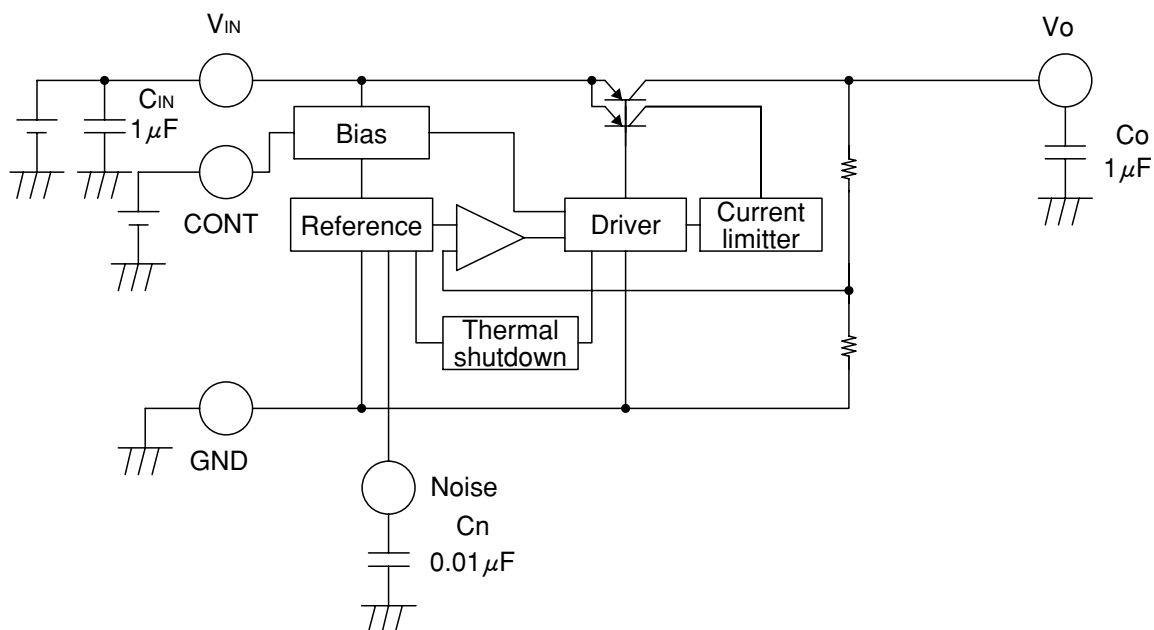 VIN
Vo
CIN
1μF
Bias
Co
1μF
CONT
Reference
Driver
Current
limitter
Thermal
shutdown
GND
Noise
Cn
0.01μF